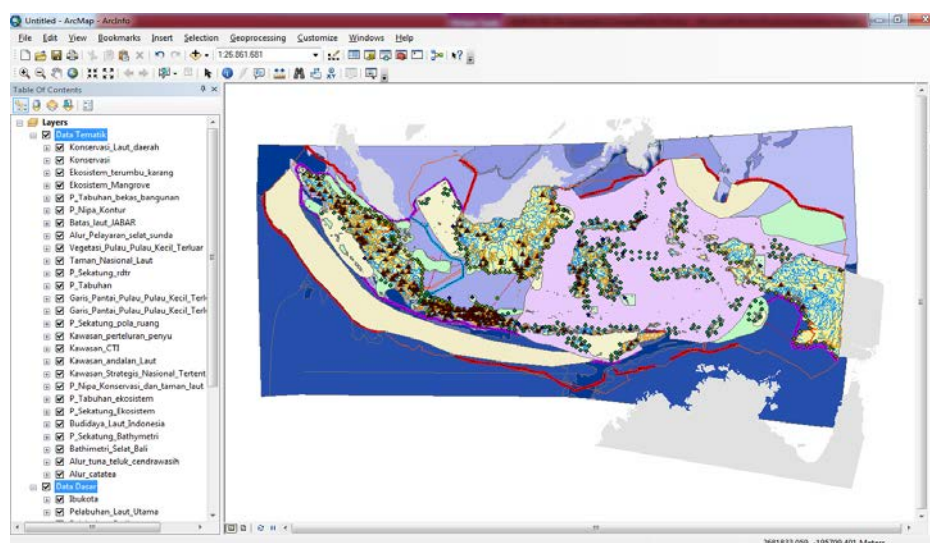 Untitled - ArcMap - ArcInfo
File Edit View Bookmarks Insert Selection Geoprocessing Customize Windows Help
1:25.861.681
Table Of Contents
Layers
Data Tematik
Konservasi_Laut_daerah
Konservasi
Ekosistem_terumbu_karang
Ekosistem_Mangrove
P_Tabuhan_bekas_bangunan
P_Nipa_Kontur
Batas_laut_JABAR
Alur_Pelayaran_selat_sunda
Vegetasi_Pulau_Pulau_Kecil_Terluar
Taman_Nasional_Laut
P_Sekatung_rdtr
P_Tabuhan
Garis_Pantai_Pulau_Pulau_Kecil_Terl
Garis_Pantai_Pulau_Pulau_Kecil_Terl
P_Sekatung_pola_ruang
Kawasan_perteluran_penyu
Kawasan_CTI
Kawasan_andalan_Laut
Kawasan_Strategis_Nasional_Tertent
P_Nipa_Konservasi_dan_taman_laut
P_Tabuhan_ekosistem
P_Sekatung_Ekosistem
Budidaya_Laut_Indonesia
P_Sekatung_Bathymetri
Bathimetri_Selat_Bali
Alur_tuna_teluk_cendrawasih
Alur_catatea
Data Dasar
Ibukota
Pelabuhan_Laut_Utama